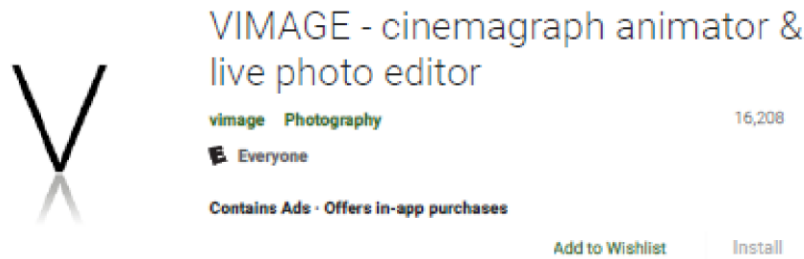 VIMAGE - cinemagraph animator &
live photo editor
vimage Photography 16,208
E Everyone
Contains Ads · Offers in-app purchases
Add to Wishlist Install
V